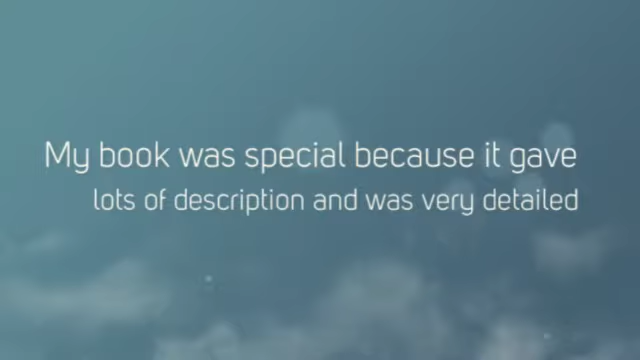 My book was special because it gave
lots of description and was very detailed